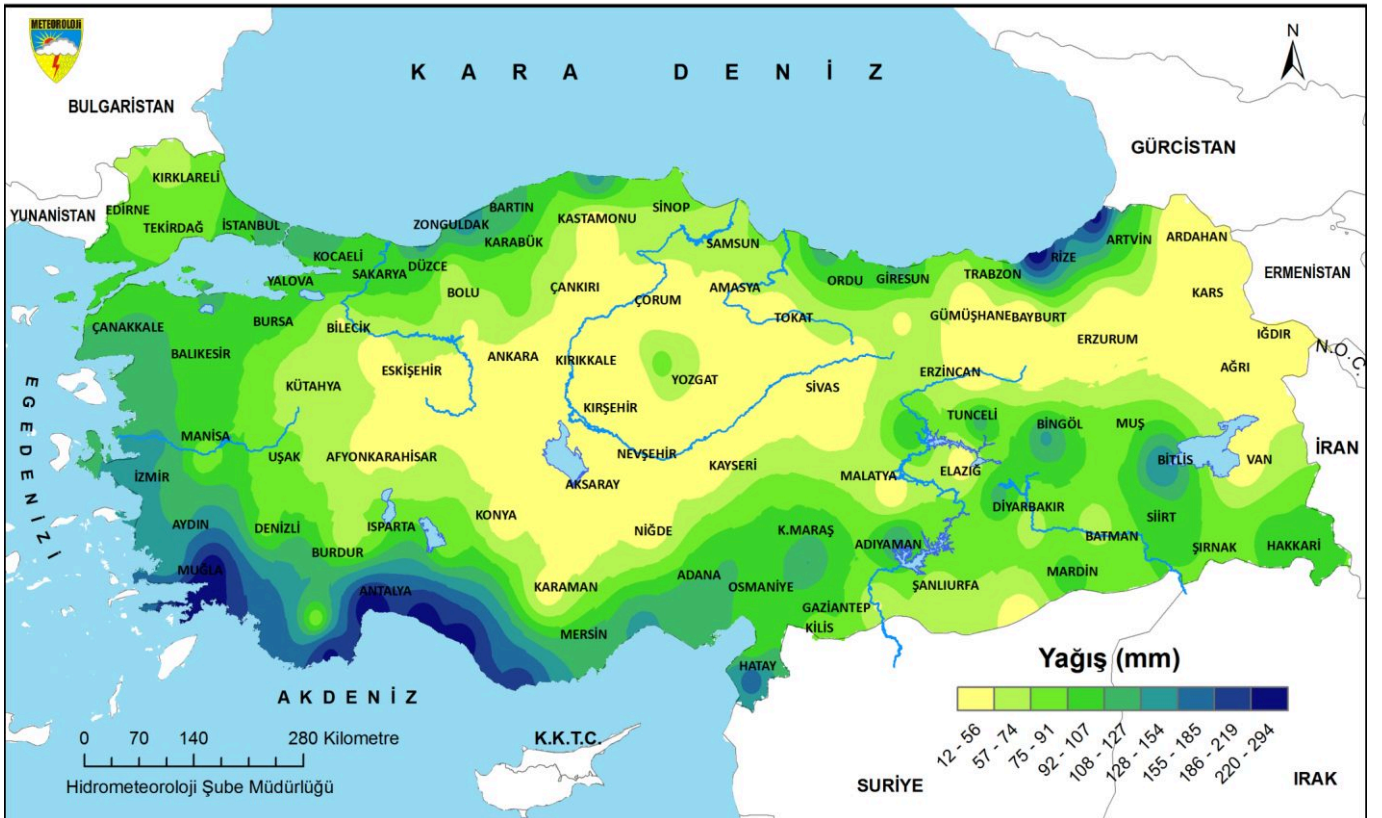 METEOROLOJİ
N
K A R A D E N İ Z
BULGARİSTAN
GÜRCİSTAN
YUNANİSTAN
ERMENİSTAN
KIRKLARELİ
EDİRNE
TEKİRDAĞ
İSTANBUL
KOCAELİ
YALOVA
SAKARYA
DÜZCE
ZONGULDAK
BARTIN
KARABÜK
KASTAMONU
SİNOP
SAMSUN
ORDU
GİRESUN
TRABZON
RİZE
ARTVİN
ARDAHAN
KARS
IĞDIR
N.O.C.
AĞRI
ERZURUM
GÜMÜŞHANE
BAYBURT
TOKAT
AMASYA
ÇORUM
ÇANKIRI
BOLU
BİLECİK
BURSA
ÇANAKKALE
BALIKESİR
KÜTAHYA
ESKİŞEHİR
ANKARA
KIRIKKALE
YOZGAT
SİVAS
ERZİNCAN
TUNCELİ
BİNGÖL
MUŞ
BİTLİS
VAN
İRAN
E G E D E N İ Z İ
MANİSA
UŞAK
AFYONKARAHİSAR
KIRŞEHİR
NEVŞEHİR
AKSARAY
KAYSERİ
MALATYA
ELAZIĞ
DİYARBAKIR
SİİRT
BATMAN
ŞIRNAK
HAKKARİ
İZMİR
AYDIN
DENİZLİ
ISPARTA
BURDUR
KONYA
NİĞDE
K.MARAŞ
ADIYAMAN
MUĞLA
ANTALYA
KARAMAN
MERSİN
ADANA
OSMANİYE
GAZİANTEP
KİLİS
ŞANLIURFA
MARDİN
HATAY
A K D E N İ Z
K.K.T.C.
SURİYE
IRAK
Yağış (mm)
12 - 56
57 - 74
75 - 91
92 - 107
108 - 127
128 - 154
155 - 185
186 - 219
220 - 294
0 70 140 280 Kilometre
Hidrometeoroloji Şube Müdürlüğü